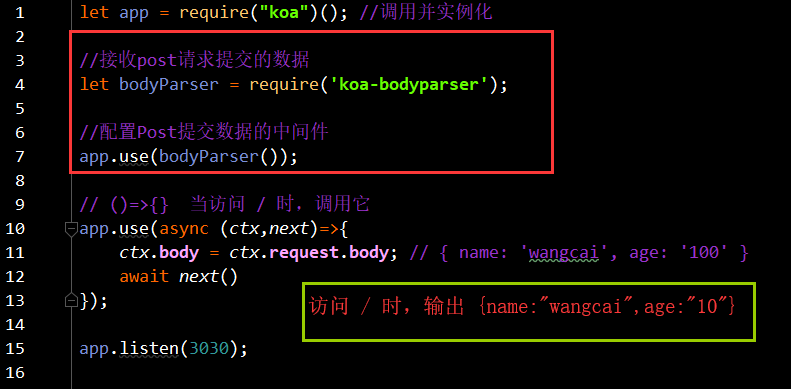 1 let app = require("koa")(); //调用并实例化
2
3 //接收post请求提交的数据
4 let bodyParser = require('koa-bodyparser');
5
6 //配置Post提交数据的中间件
7 app.use(bodyParser());
8
9 // ()=>{} 当访问 / 时，调用它
10 app.use(async (ctx,next)=>{
11 ctx.body = ctx.request.body; // { name: 'wangcai', age: '100' }
12 await next()
13 });
访问 / 时，输出 {name:"wangcai",age:"10"}
14
15 app.listen(3030);
16